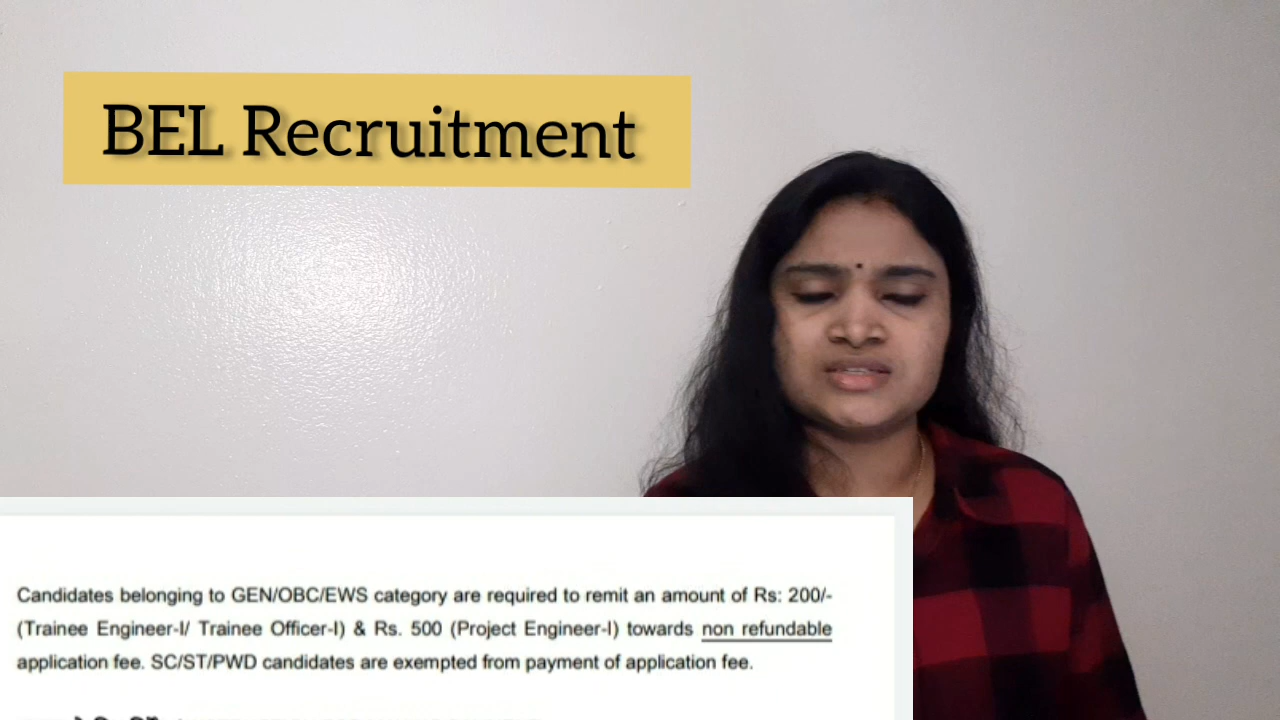 BEL Recruitment
Candidates belonging to GEN/OBC/EWS category are required to remit an amount of Rs: 200/-
(Trainee Engineer-I/ Trainee Officer-I) & Rs. 500 (Project Engineer-I) towards non refundable
application fee. SC/ST/PWD candidates are exempted from payment of application fee.